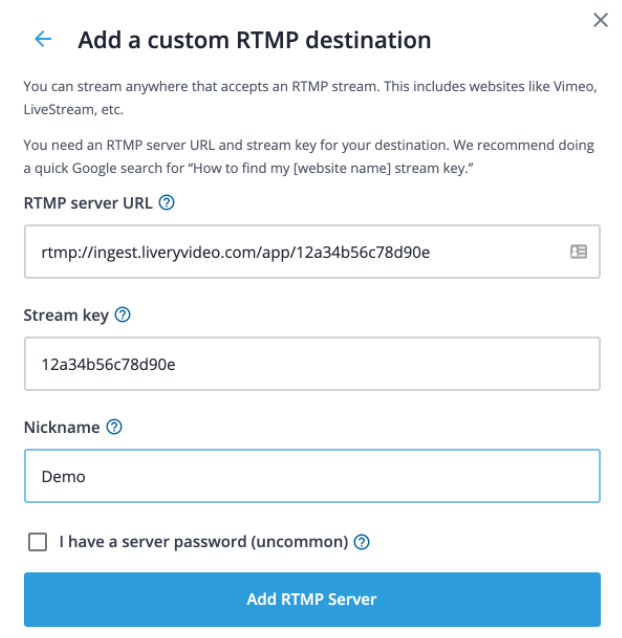 Add a custom RTMP destination
You can stream anywhere that accepts an RTMP stream. This includes websites like Vimeo,
LiveStream, etc.
You need an RTMP server URL and stream key for your destination. We recommend doing
a quick Google search for “How to find my [website name] stream key.”
RTMP server URL ?
rtmp://ingest.liveryvideo.com/app/12a34b56c78d90e
Stream key ?
12a34b56c78d90e
Nickname ?
Demo
I have a server password (uncommon) ?
Add RTMP Server